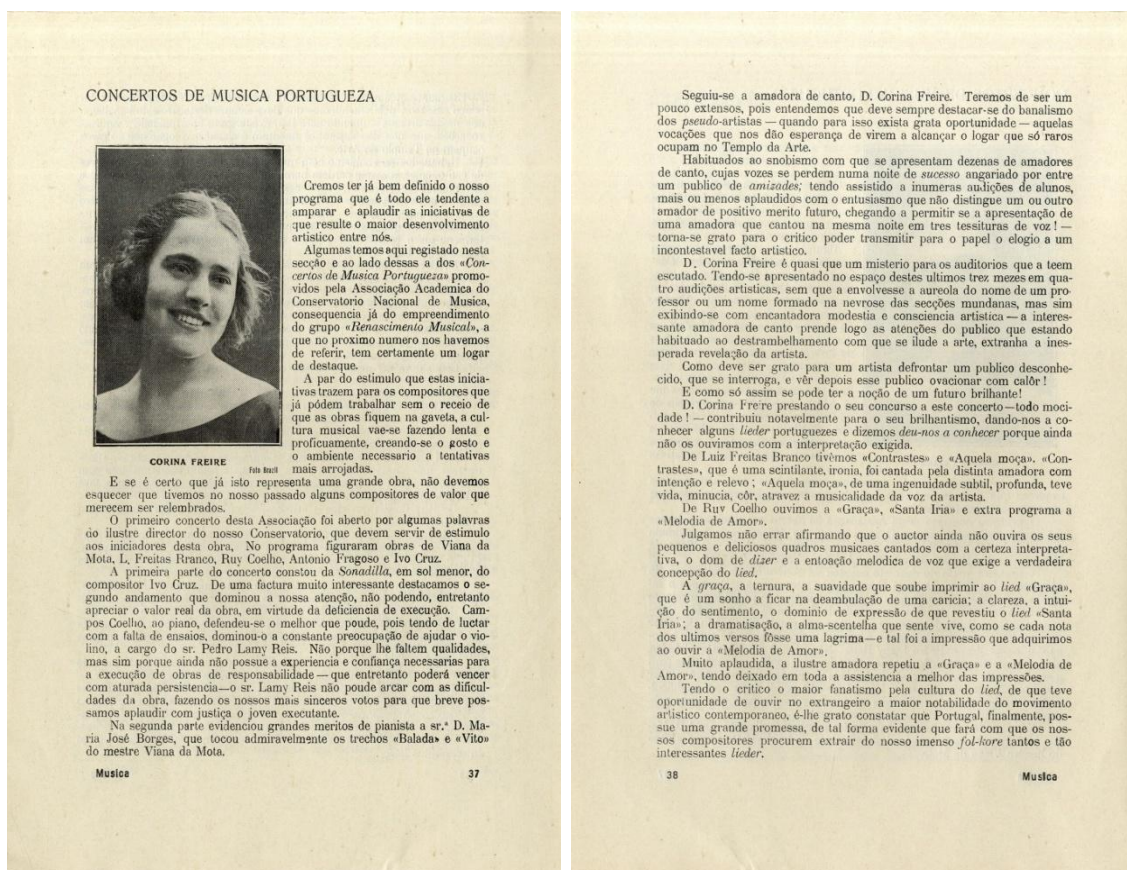 CONCERTOS DE MUSICA PORTUGUEZA
Cremos ter já bem definido o nosso
programa que é todo ele tendente a
amparar e aplaudir as iniciativas de
que resulte o maior desenvolvimento
artistico entre nós.
Algumas temos aqui registado nesta
secção e ao lado dessas a dos «Con-
certos de Musica Portugueza» promo-
vidos pela Associação Academica do
Conservatorio Nacional de Musica,
consequencia já do empreendimento
do grupo «Renascimento Musical», a
que no proximo numero nos havemos
de referir, tem certamente um logar
de destaque.
A par do estimulo que estas inicia-
tivas trazem para os compositores que
já pódem trabalhar sem o receio de
que as obras fiquem na gaveta, a cul-
tura musical vae-se fazendo lenta e
proficuamente, creando-se o gosto e
o ambiente necessario a tentativas
mais arrojadas.
CORINA FREIRE
Foto Brazil
E se é certo que já isto representa uma grande obra, não devemos
esquecer que tivemos no nosso passado alguns compositores de valor que
merecem ser relembrados.
O primeiro concerto desta Associação foi aberto por algumas palavras
do ilustre director do nosso Conservatorio, que devem servir de estimulo
aos iniciadores desta obra, No programa figuraram obras de Viana da
Mota, L. Freitas Branco, Ruy Coelho, Antonio Fragoso e Ivo Cruz.
A primeira parte do concerto constou da Sonadilla, em sol menor, do
compositor Ivo Cruz. De uma factura muito interessante destacamos o se-
gundo andamento que dominou a nossa atenção, não podendo, entretanto
apreciar o valor real da obra, em virtude da deficiencia de execução. Cam-
pos Coelho, ao piano, defendeu-se o melhor que poude, pois tendo de luctar
com a falta de ensaios, dominou-o a constante preocupação de ajudar o vio-
lino, a cargo do sr. Pedro Lamy Reis. Não porque lhe faltem qualidades,
mas sim porque ainda não possue a experiencia e confiança necessarias para
a execução de obras de responsabilidade — que entretanto poderá vencer
com aturada persistencia—o sr. Lamy Reis não poude arcar com as dificul-
dades da obra, fazendo os nossos mais sinceros votos para que breve pos-
samos aplaudir com justiça o joven executante.
Na segunda parte evidenciou grandes meritos de pianista a sr.ª D. Ma-
ria José Borges, que tocou admiravelmente os trechos «Balada» e «Vito»
do mestre Viana da Mota.
Musica 37
Seguiu-se a amadora de canto, D. Corina Freire. Teremos de ser um
pouco extensos, pois entendemos que deve sempre destacar-se do banalismo
dos pseudo-artistas — quando para isso exista grata oportunidade — aquelas
vocações que nos dão esperança de virem a alcançar o logar que só raros
ocupam no Templo da Arte.
Habituados ao snobismo com que se apresentam dezenas de amadores
de canto, cujas vozes se perdem numa noite de sucesso angariado por entre
um publico de amizades; tendo assistido a inumeras audições de alunos,
mais ou menos aplaudidos com o entusiasmo que não distingue um ou outro
amador de positivo merito futuro, chegando a permitir se a apresentação de
uma amadora que cantou na mesma noite em tres tessituras de voz ! —
torna-se grato para o critico poder transmitir para o papel o elogio a um
incontestavel facto artistico.
D. Corina Freire é quasi que um misterio para os auditorios que a teem
escutado. Tendo-se apresentado no espaço destes ultimos trez mezes em qua-
tro audições artisticas, sem que a envolvesse a aureola do nome de um pro-
fessor ou um nome formado na nevrose das secções mundanas, mas sim
exibindo-se com encantadora modestia e consciencia artistica — a interes-
sante amadora de canto prende logo as atenções do publico que estando
habituado ao destrambelhamento com que se ilude a arte, extranha a ines-
perada revelação da artista.
Como deve ser grato para um artista defrontar um publico desconhe-
cido, que se interroga, e vêr depois esse publico ovacionar com calôr !
E como só assim se pode ter a noção de um futuro brilhante!
D. Corina Freire prestando o seu concurso a este concerto—todo moci-
dade ! — contribuiu notavelmente para o seu brilhantismo, dando-nos a co-
nhecer alguns lieder portuguezes e dizemos deu-nos a conhecer porque ainda
não os ouviramos com a interpretação exigida.
De Luiz Freitas Branco tivémos «Contrastes» e «Aquela moça». «Con-
trastes», que é uma scintilante, ironia, foi cantada pela distinta amadora com
intenção e relevo ; «Aquela moça», de uma ingenuidade subtil, profunda, teve
vida, minucia, côr, atravez a musicalidade da voz da artista.
De Ruy Coelho ouvimos a «Graça», «Santa Iria» e extra programa a
«Melodia de Amor».
Julgamos não errar afirmando que o auctor ainda não ouvira os seus
pequenos e deliciosos quadros musicaes cantados com a certeza interpreta-
tiva, o dom de dizer e a entoação melodica de voz que exige a verdadeira
concepção do lied.
A graça, a ternura, a suavidade que soube imprimir ao lied «Graça»,
que é um sonho a ficar na deambulação de uma caricia; a clareza, a intui-
ção do sentimento, o dominio de expressão de que revestiu o lied «Santa
Iria»; a dramatisação, a alma-scentelha que sente vive, como se cada nota
dos ultimos versos fôsse uma lagrima—e tal foi a impressão que adquirimos
ao ouvir a «Melodia de Amor».
Muito aplaudida, a ilustre amadora repetiu a «Graça» e a «Melodia de
Amor», tendo deixado em toda a assistencia a melhor das impressões.
Tendo o critico o maior fanatismo pela cultura do lied, de que teve
oportunidade de ouvir no extrangeiro a maior notabilidade do movimento
artistico contemporaneo, é-lhe grato constatar que Portugal, finalmente, pos-
sue uma grande promessa, de tal forma evidente que fará com que os nos-
sos compositores procurem extrair do nosso imenso fol-kore tantos e tão
interessantes lieder.
38 Musica